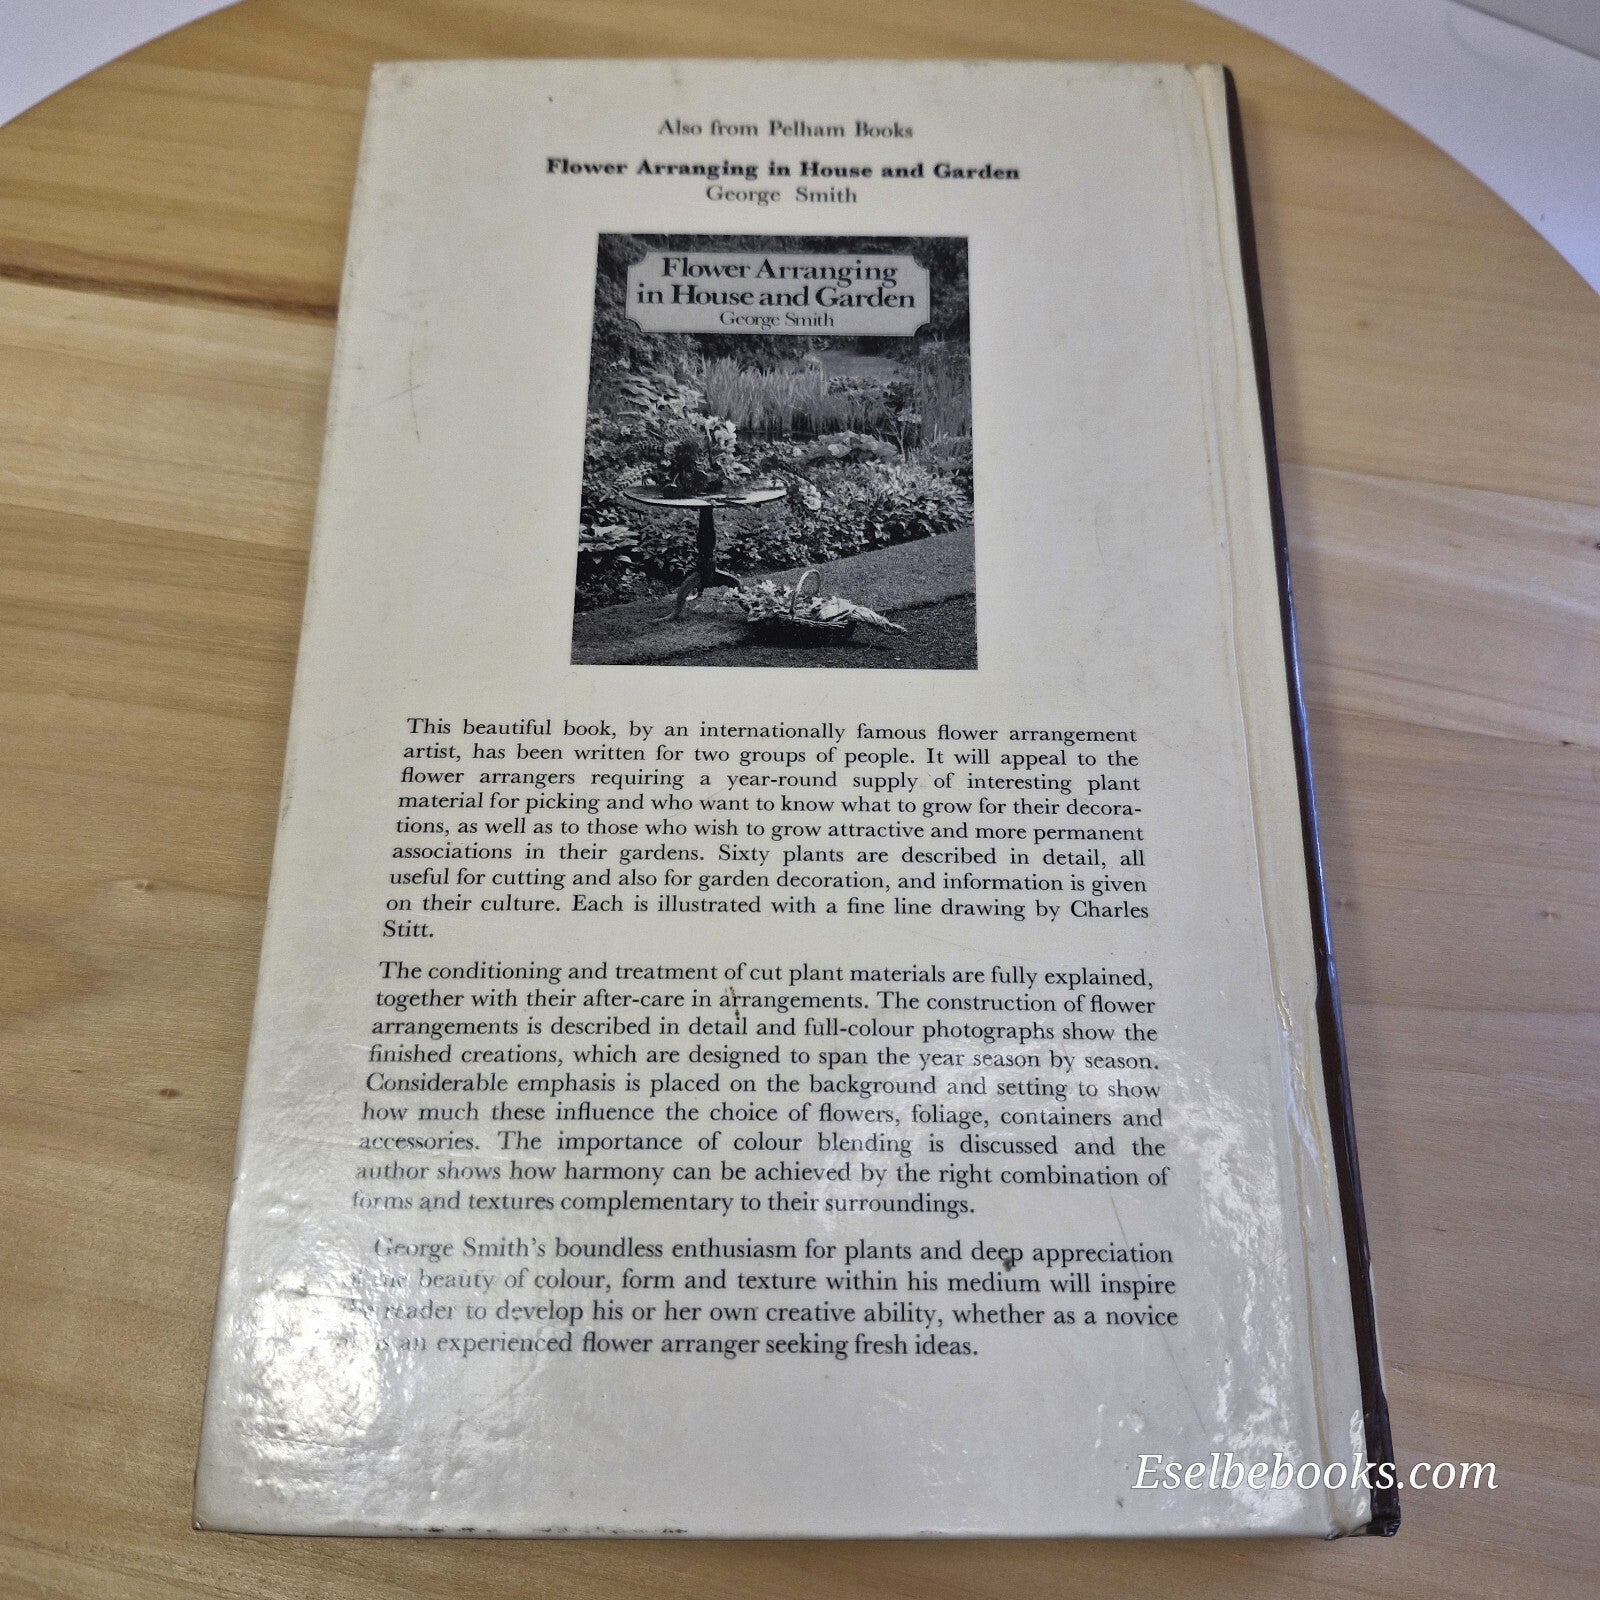 Also from Pelham Books
Flower Arranging in House and Garden
George Smith
Flower Arranging
in House and Garden
George Smith
This beautiful book, by an internationally famous flower arrangement
artist, has been written for two groups of people. It will appeal to the
flower arrangers requiring a year-round supply of interesting plant
material for picking and who want to know what to grow for their decora-
tions, as well as to those who wish to grow attractive and more permanent
associations in their gardens. Sixty plants are described in detail, all
useful for cutting and also for garden decoration, and information is given
on their culture. Each is illustrated with a fine line drawing by Charles
Stitt.
The conditioning and treatment of cut plant materials are fully explained,
together with their after-care in arrangements. The construction of flower
arrangements is described in detail and full-colour photographs show the
finished creations, which are designed to span the year season by season.
Considerable emphasis is placed on the background and setting to show
how much these influence the choice of flowers, foliage, containers and
accessories. The importance of colour blending is discussed and the
author shows how harmony can be achieved by the right combination of
forms and textures complementary to their surroundings.
George Smith's boundless enthusiasm for plants and deep appreciation
beauty of colour, form and texture within his medium will inspire
reader to develop his or her own creative ability, whether as a novice
an experienced flower arranger seeking fresh ideas.
Eselbebooks.com